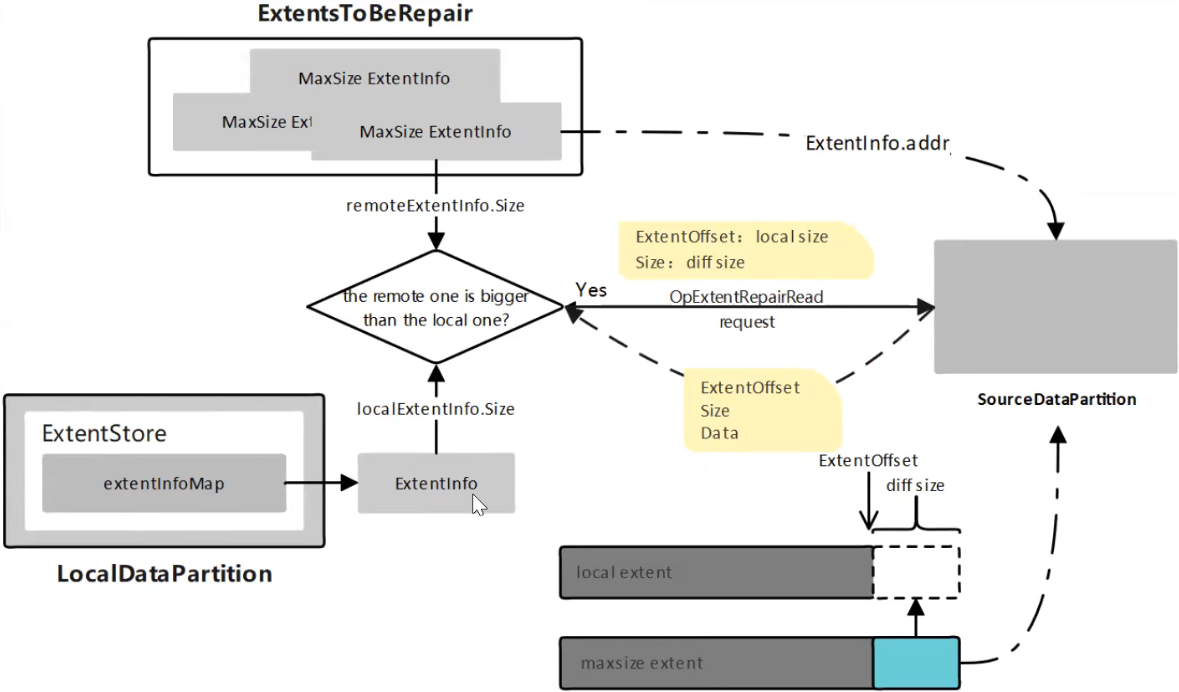 ExtentsToBeRepair
MaxSize ExtentInfo
MaxSize Ext
MaxSize ExtentInfo
ExtentInfo.addr
remoteExtentInfo.Size
ExtentOffset：local size
Size：diff size
the remote one is bigger
than the local one?
Yes
OpExtentRepairRead
request
ExtentOffset
Size
Data
SourceDataPartition
localExtentInfo.Size
ExtentStore
extentInfoMap
ExtentInfo
LocalDataPartition
ExtentOffset
diff size
local extent
maxsize extent